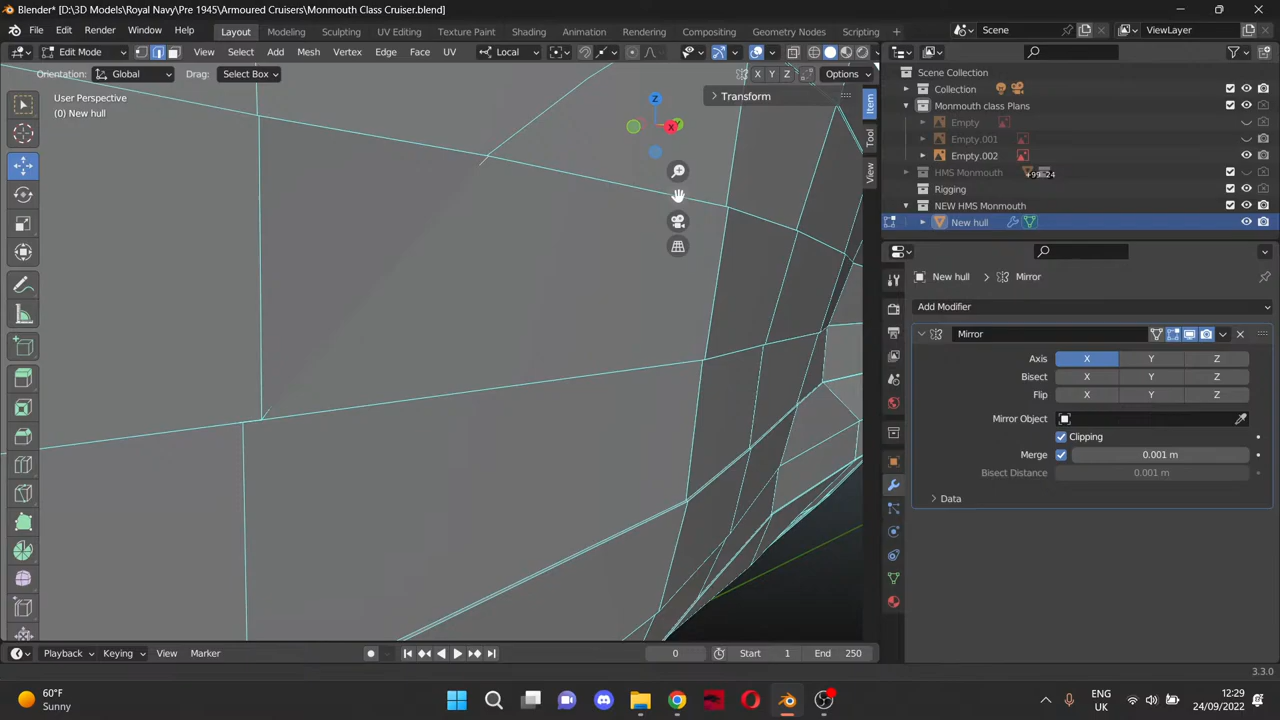 Blender* [D:\3D Models\Royal Navy\Pre 1945\Armoured Cruisers\Monmouth Class Cruiser.blend]
File Edit Render Window Help Layout Modeling Sculpting UV Editing Texture Paint Shading Animation Rendering Compositing Geometry Nodes Scripting Scene ViewLayer
Edit Mode View Select Add Mesh Vertex Edge Face UV Local
Orientation: Global Drag: Select Box X Y Z Options
User Perspective
(0) New hull
Transform
Item
Tool
View
Z
Y
X
Scene Collection
Collection
Monmouth class Plans
Empty
Empty.001
Empty.002
HMS Monmouth +99 24
Rigging
NEW HMS Monmouth
New hull
New hull Mirror
Add Modifier
Mirror
Axis X Y Z
Bisect X Y Z
Flip X Y Z
Mirror Object
Clipping
Merge 0.001 m
Bisect Distance 0.001 m
Data
Playback Keying View Marker 0 Start 1 End 250
3.3.0
60°F
Sunny
ENG
UK
12:29
24/09/2022